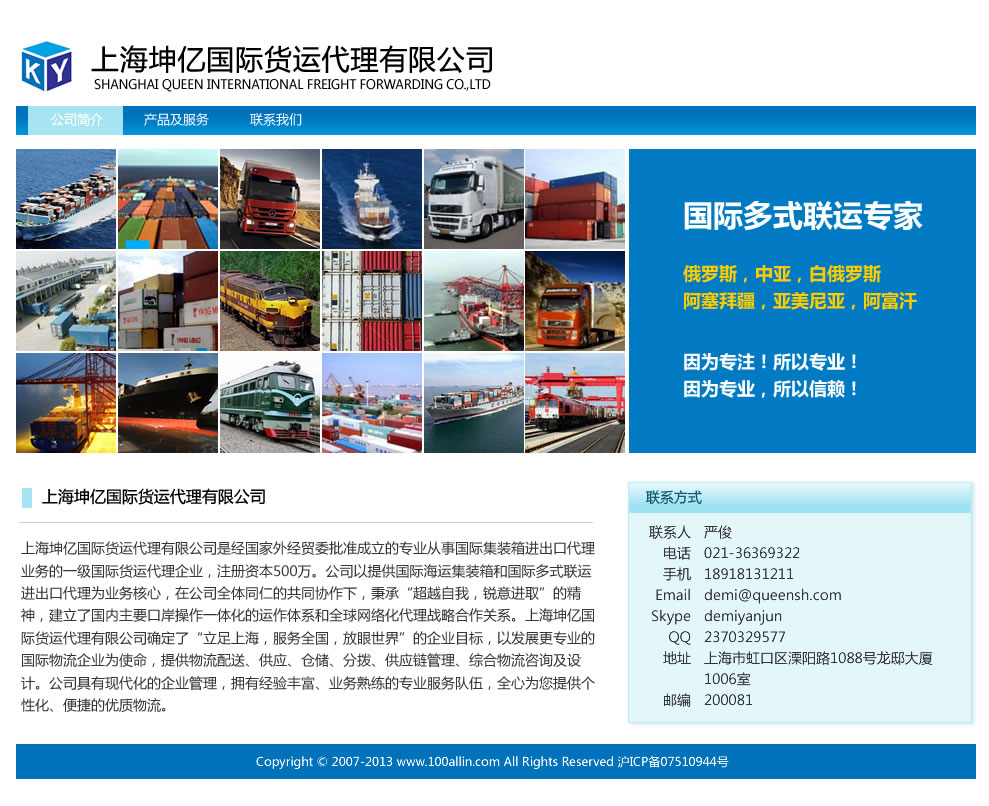 KY
上海坤亿国际货运代理有限公司
SHANGHAI QUEEN INTERNATIONAL FREIGHT FORWARDING CO.,LTD
公司简介 产品及服务 联系我们
国际多式联运专家
俄罗斯，中亚，白俄罗斯
阿塞拜疆，亚美尼亚，阿富汗
因为专注！所以专业！
因为专业，所以信赖！
YANG MING
上海坤亿国际货运代理有限公司
上海坤亿国际货运代理有限公司是经国家外经贸委批准成立的专业从事国际集装箱进出口代理
业务的一级国际货运代理企业，注册资本500万。公司以提供国际海运集装箱和国际多式联运
进出口代理为业务核心，在公司全体同仁的共同协作下，秉承“超越自我，锐意进取”的精
神，建立了国内主要口岸操作一体化的运作体系和全球网络化代理战略合作关系。上海坤亿国
际货运代理有限公司确定了“立足上海，服务全国，放眼世界”的企业目标，以发展更专业的
国际物流企业为使命，提供物流配送、供应、仓储、分拨、供应链管理、综合物流咨询及设
计。公司具有现代化的企业管理，拥有经验丰富、业务熟练的专业服务队伍，全心为您提供个
性化、便捷的优质物流。
联系方式
联系人 严俊
电话 021-36369322
手机 18918131211
Email demi@queensh.com
Skype demiyanjun
QQ 2370329577
地址 上海市虹口区溧阳路1088号龙邸大厦
1006室
邮编 200081
Copyright © 2007-2013 www.100allin.com All Rights Reserved 沪ICP备07510944号